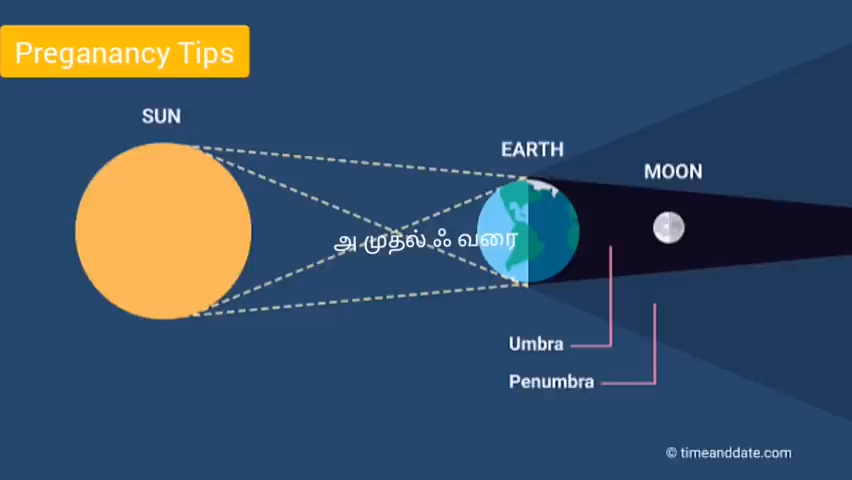 Preganancy Tips
SUN
EARTH
MOON
அ முதல் ஃ வரை
Umbra
Penumbra
© timeanddate.com